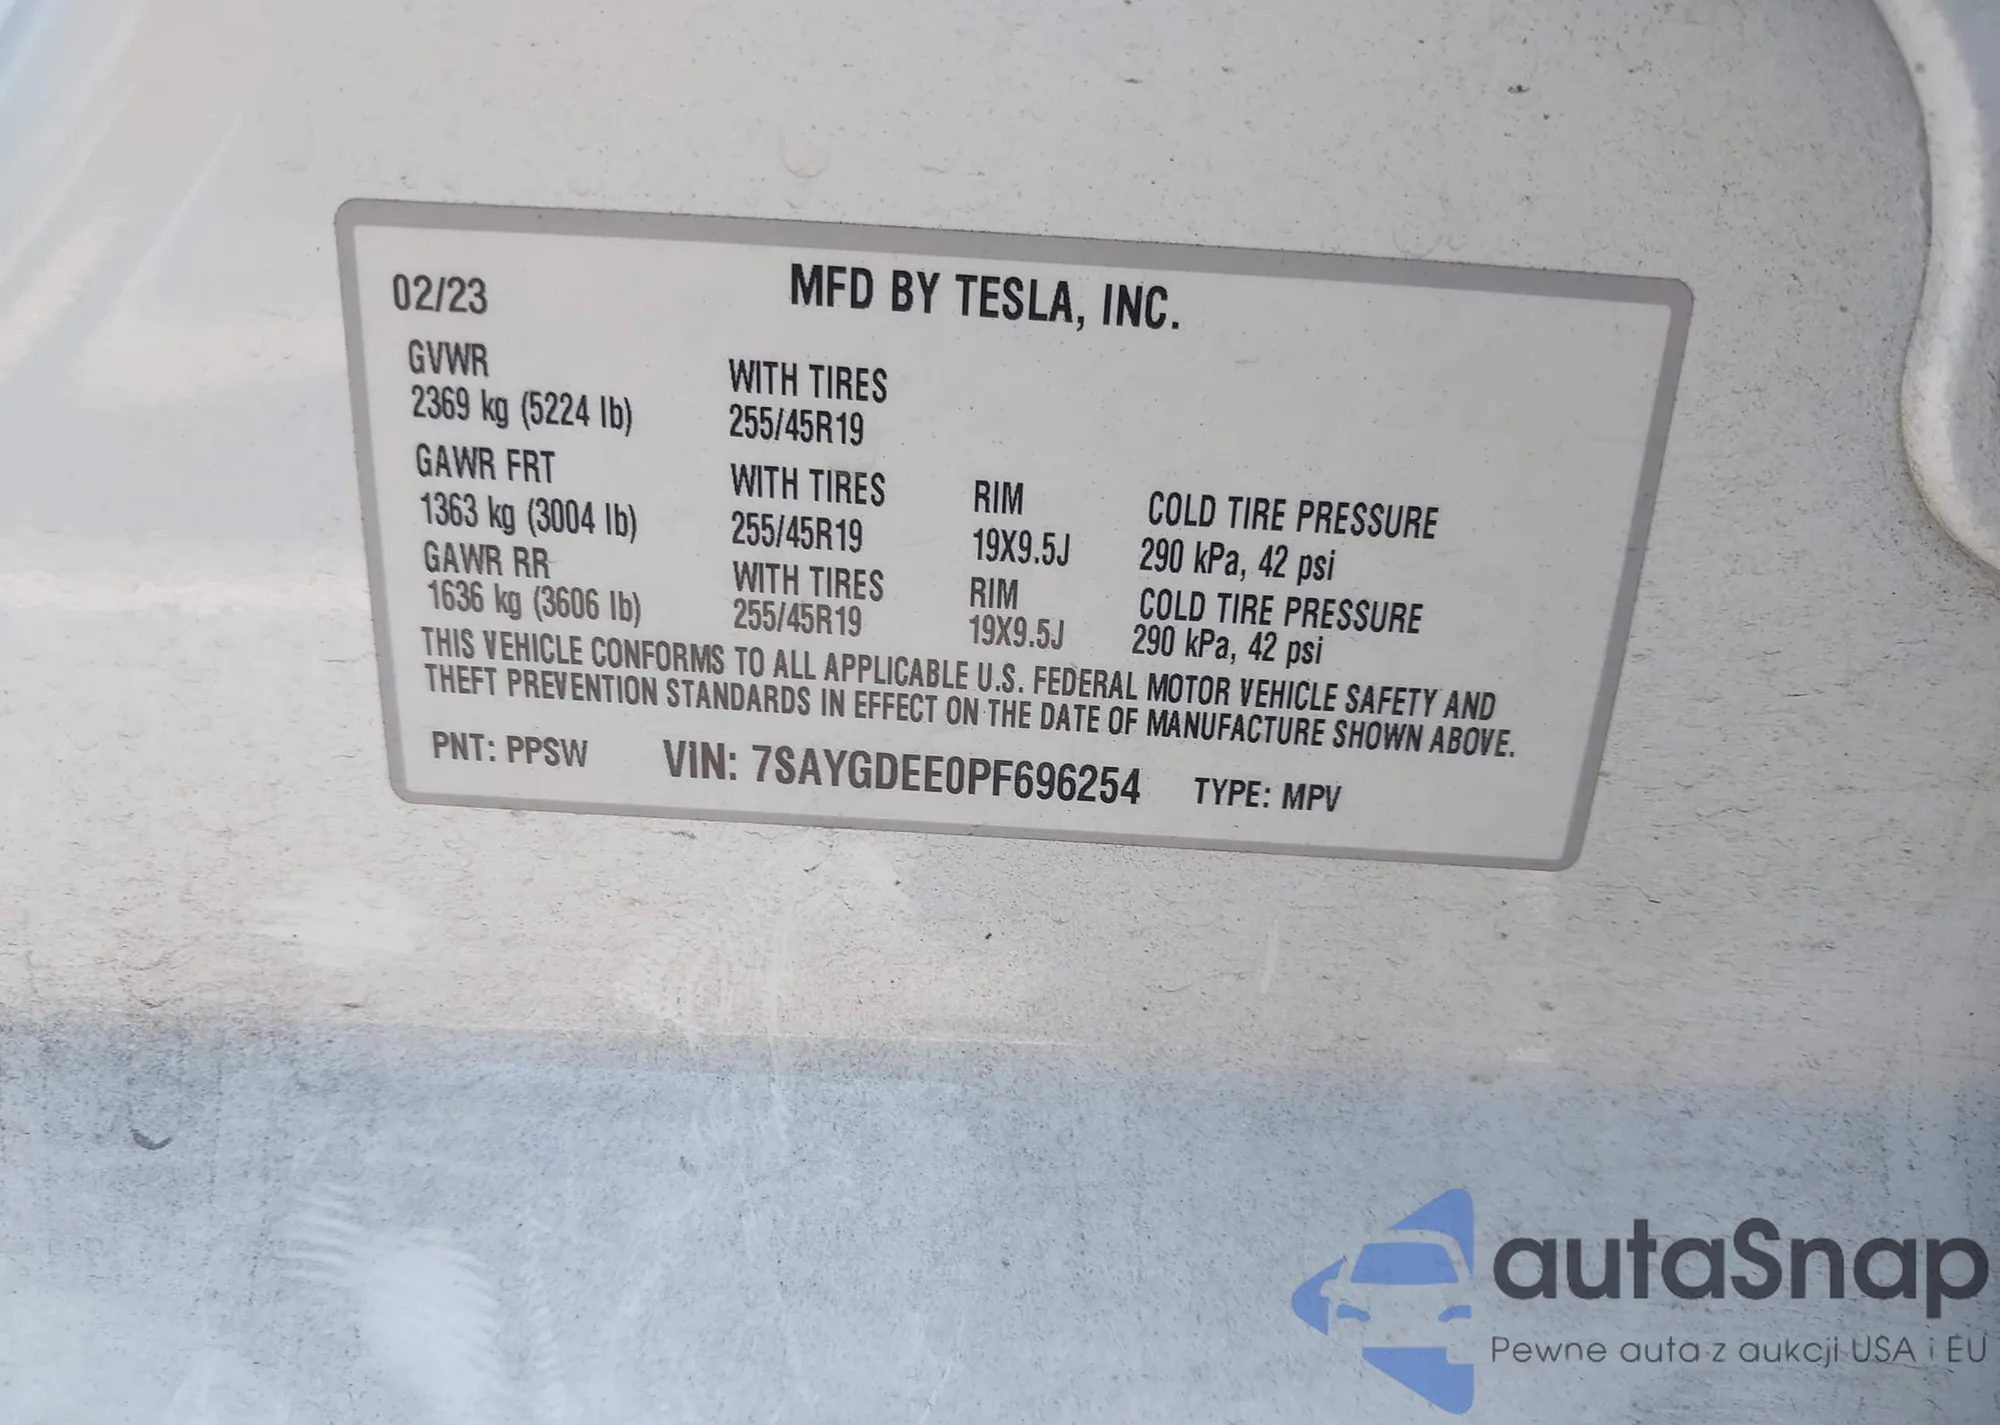 02/23 MFD BY TESLA, INC.
GVWR WITH TIRES
2369 kg (5224 lb) 255/45R19
GAWR FRT WITH TIRES RIM COLD TIRE PRESSURE
1363 kg (3004 lb) 255/45R19 19X9.5J 290 kPa, 42 psi
GAWR RR WITH TIRES RIM COLD TIRE PRESSURE
1636 kg (3606 lb) 255/45R19 19X9.5J 290 kPa, 42 psi
THIS VEHICLE CONFORMS TO ALL APPLICABLE U.S. FEDERAL MOTOR VEHICLE SAFETY AND
THEFT PREVENTION STANDARDS IN EFFECT ON THE DATE OF MANUFACTURE SHOWN ABOVE.
PNT: PPSW VIN: 7SAYGDEE0PF696254 TYPE: MPV
autaSnap
Pewne auta z aukcji USA i EU